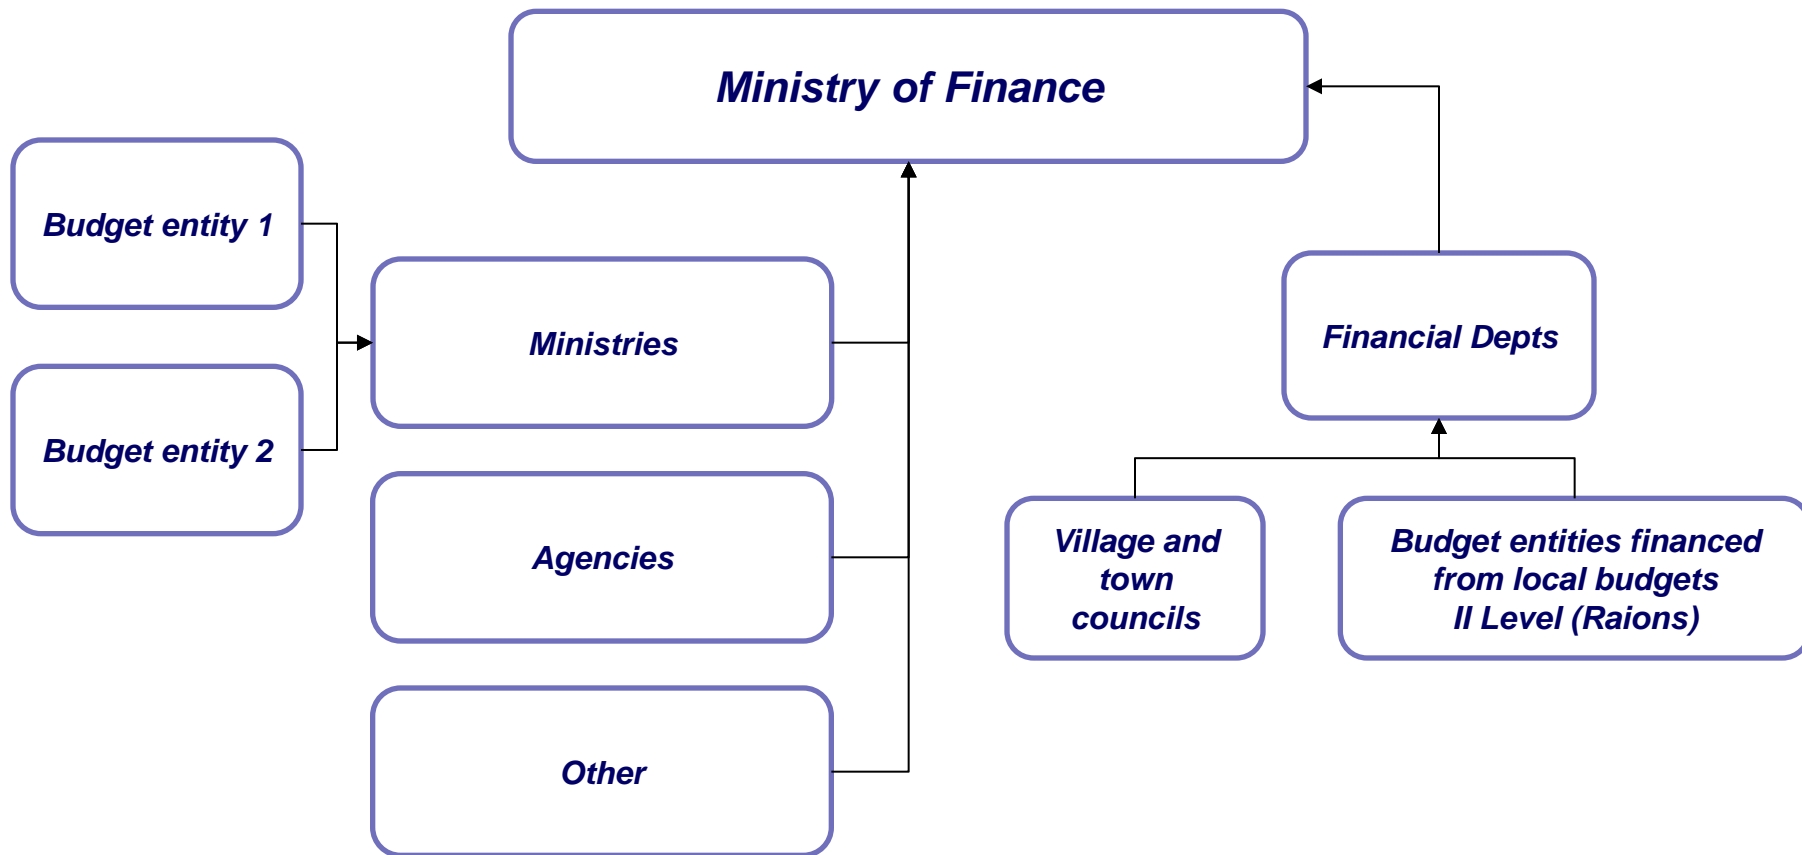 Ministry of Finance
Budget entity 1
Budget entity 2
Ministries
Agencies
Other
Financial Depts
Village and
town
councils
Budget entities financed
from local budgets
II Level (Raions)